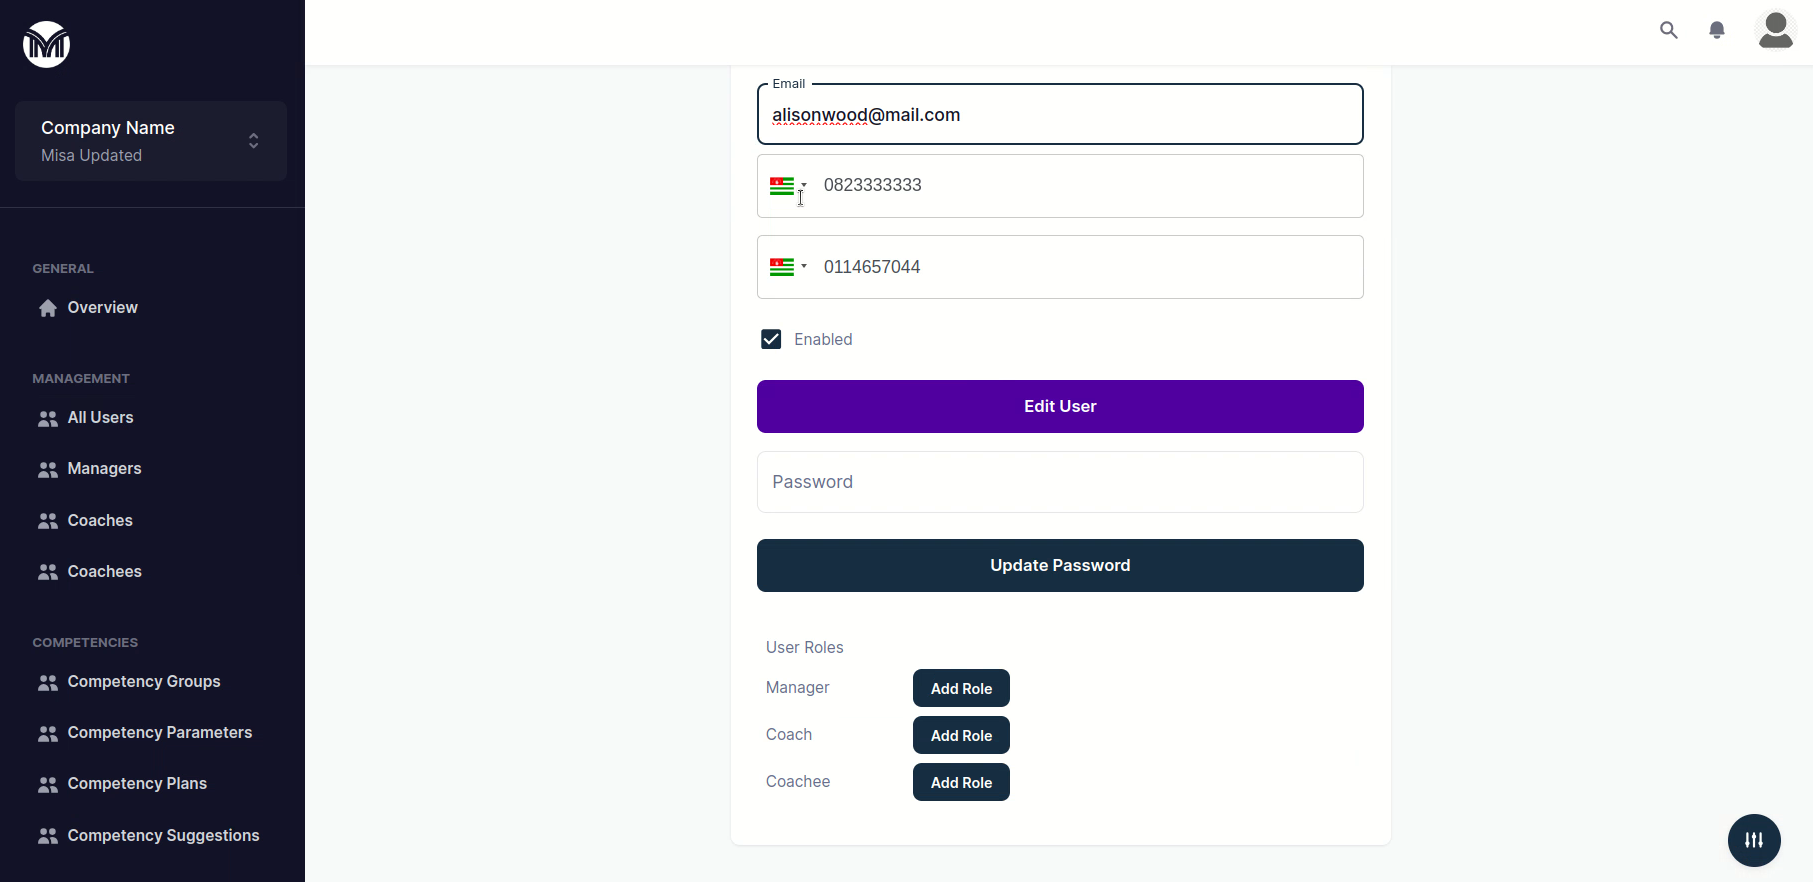 Company Name
Misa Updated
GENERAL
Overview
MANAGEMENT
All Users
Managers
Coaches
Coachees
COMPETENCIES
Competency Groups
Competency Parameters
Competency Plans
Competency Suggestions
Email
alisonwood@mail.com
0823333333
0114657044
Enabled
Edit User
Password
Update Password
User Roles
Manager Add Role
Coach Add Role
Coachee Add Role